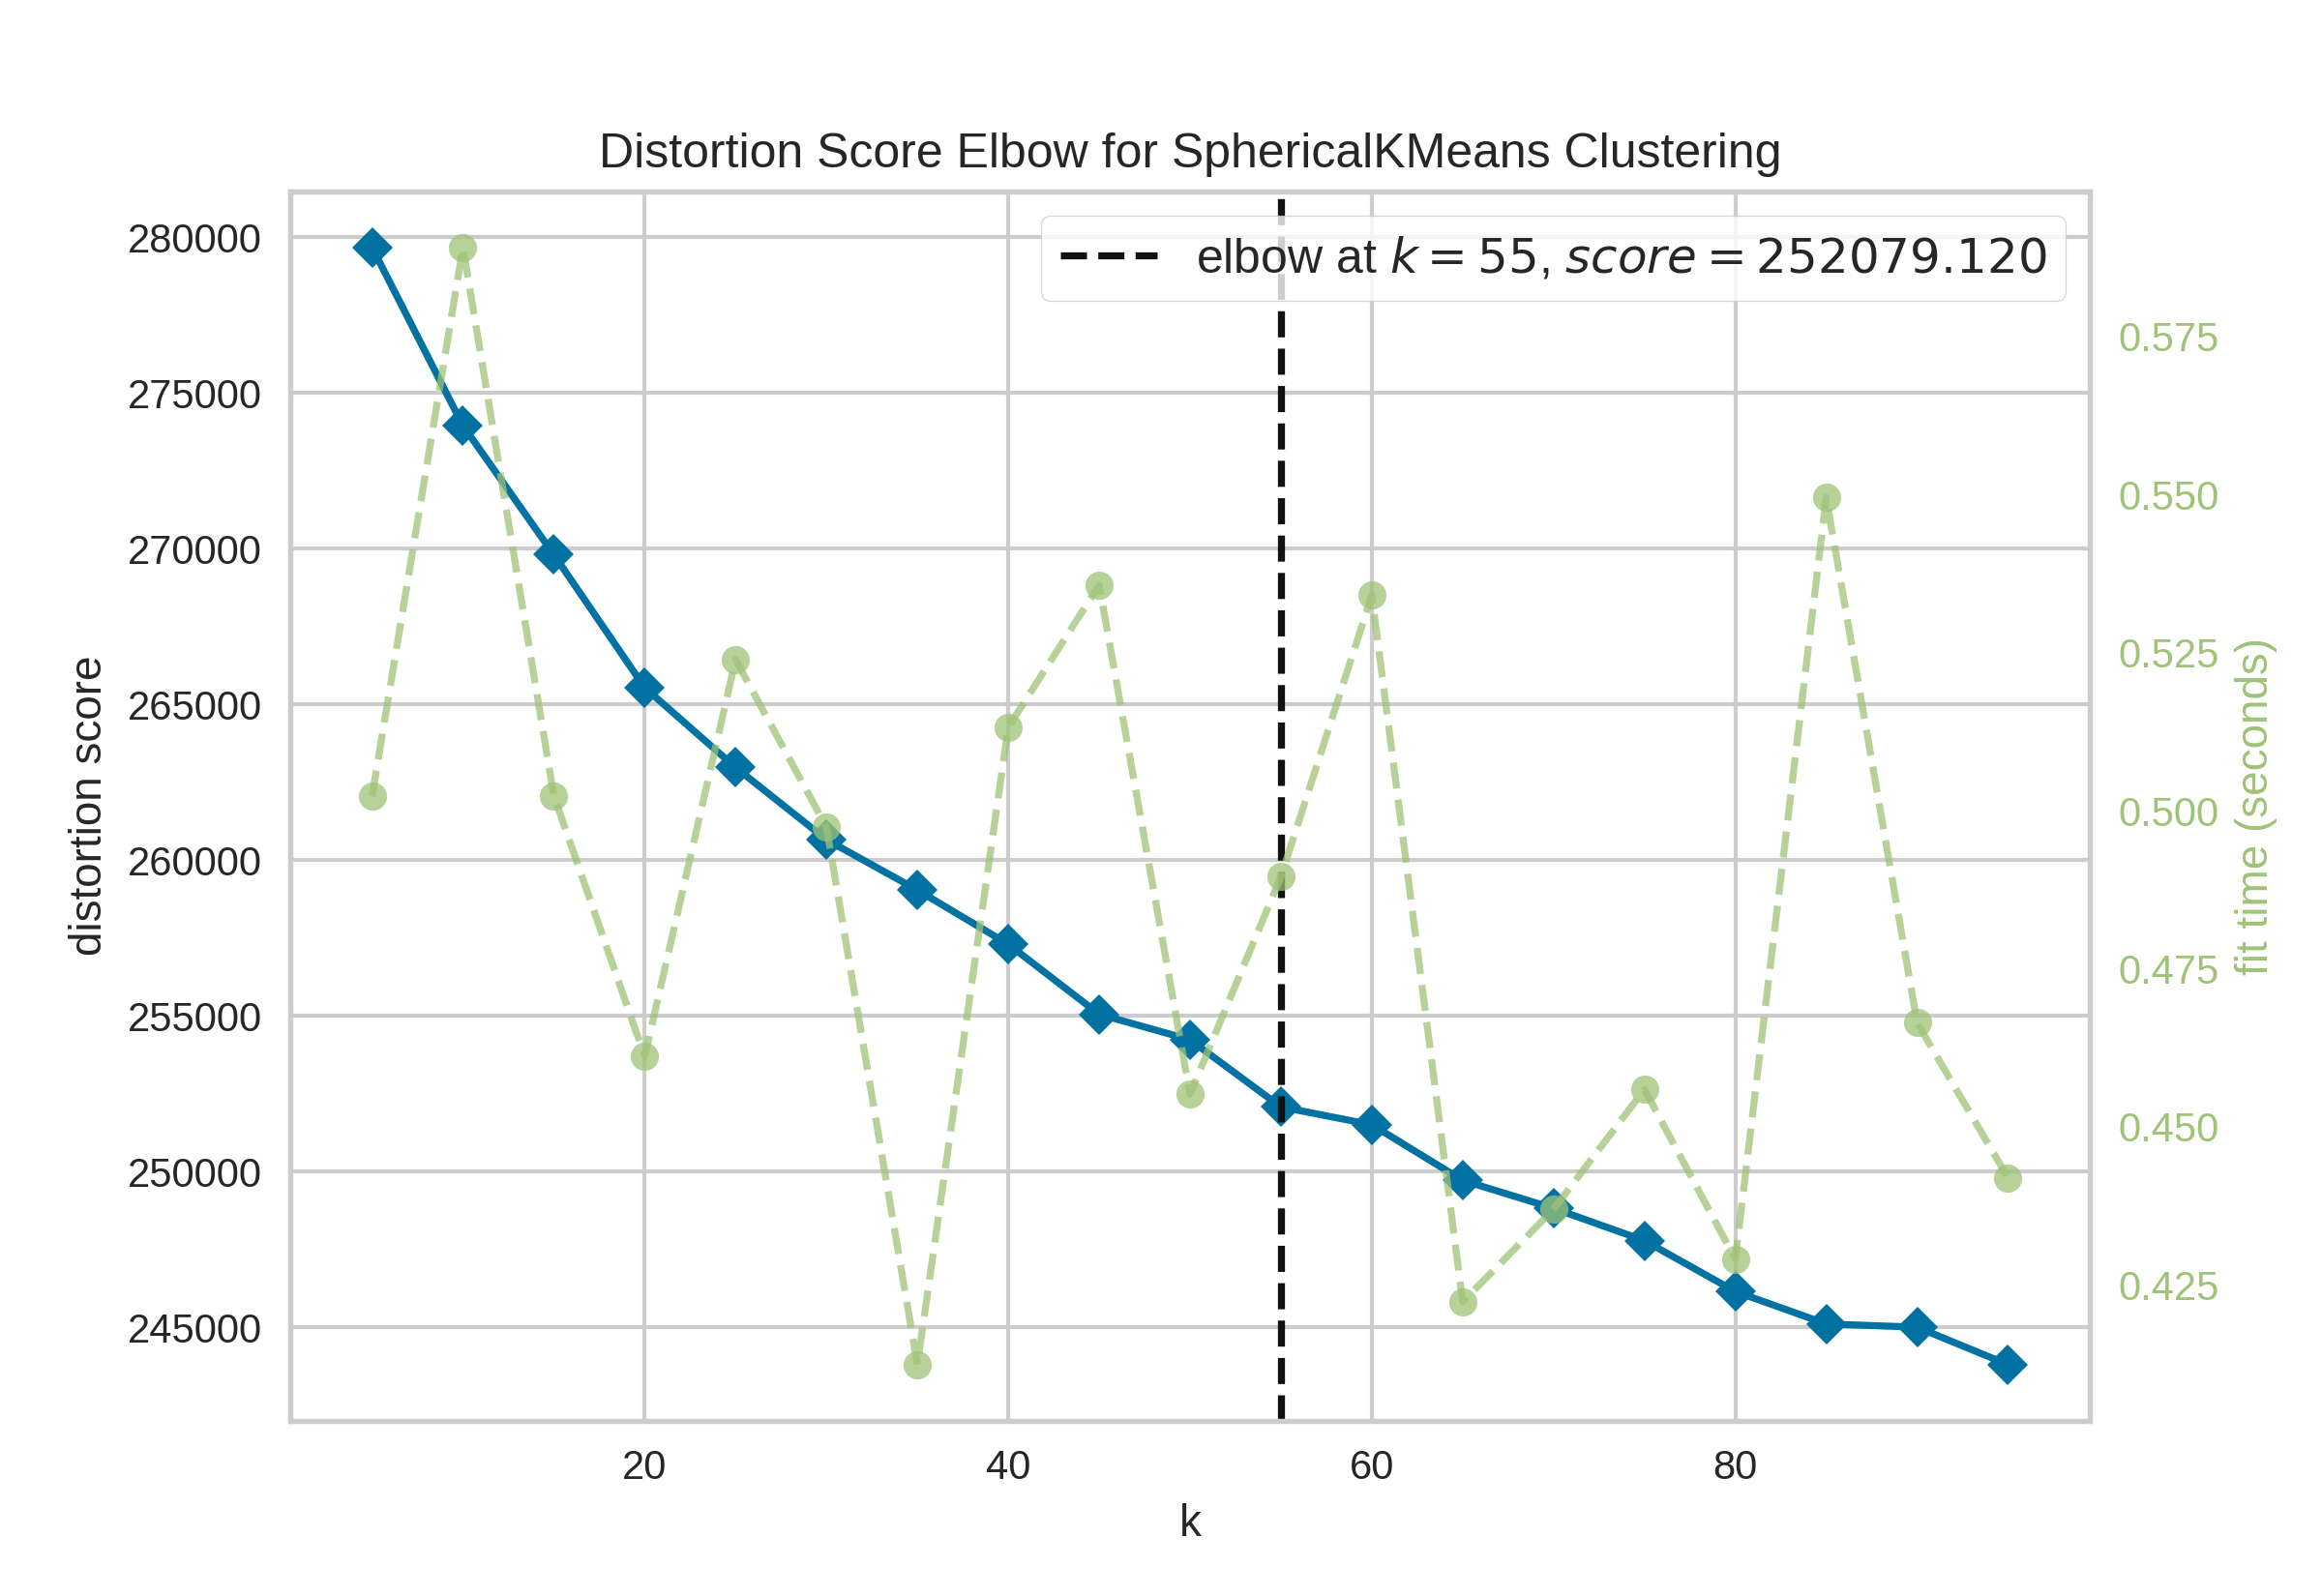 Distortion Score Elbow for SphericalKMeans Clustering
elbow at k = 55, score = 252079.120
280000
275000
270000
265000
260000
255000
250000
245000
distortion score
0.575
0.550
0.525
0.500
0.475
0.450
0.425
fit time (seconds)
20 40 60 80
k